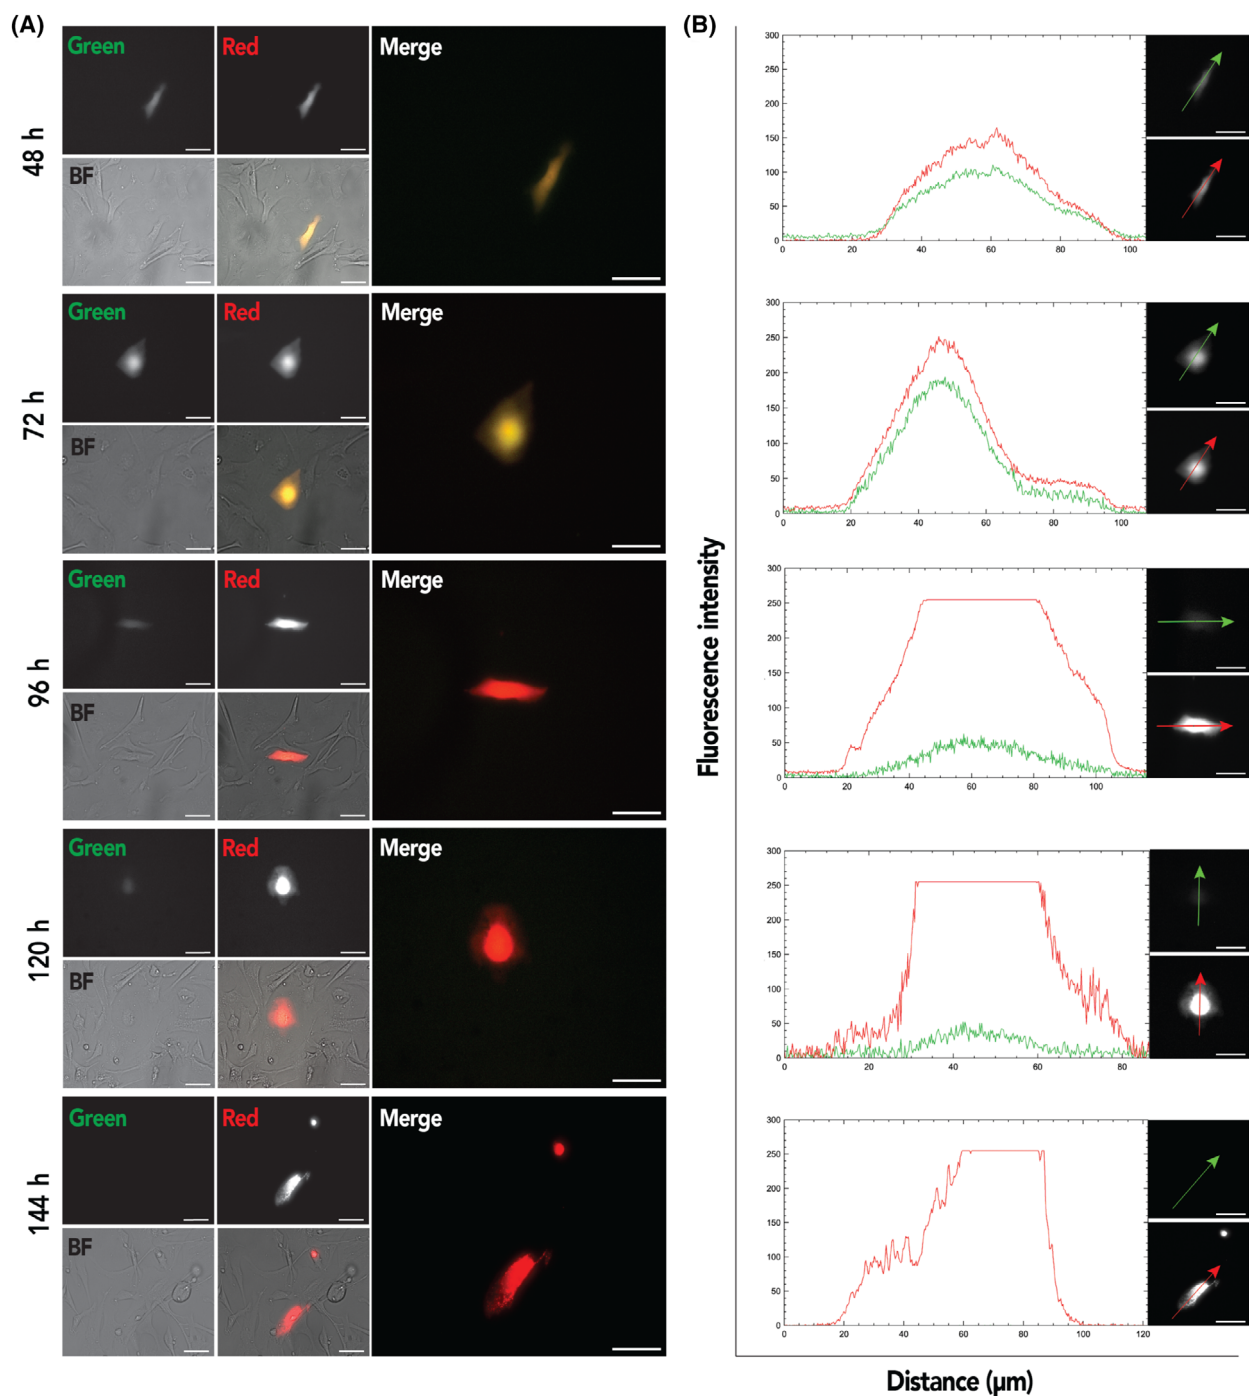 (A)
48 h
Green Red Merge
BF
72 h
Green Red Merge
BF
96 h
Green Red Merge
BF
120 h
Green Red Merge
BF
144 h
Green Red Merge
BF
(B)
Fluorescence intensity
300
250
200
150
100
50
0
0 20 40 60 80 100
300
250
200
150
100
50
0
0 20 40 60 80 100
300
250
200
150
100
50
0
0 20 40 60 80 100
300
250
200
150
100
50
0
0 20 40 60 80
300
250
200
150
100
50
0
0 20 40 60 80 100 120
Distance (µm)